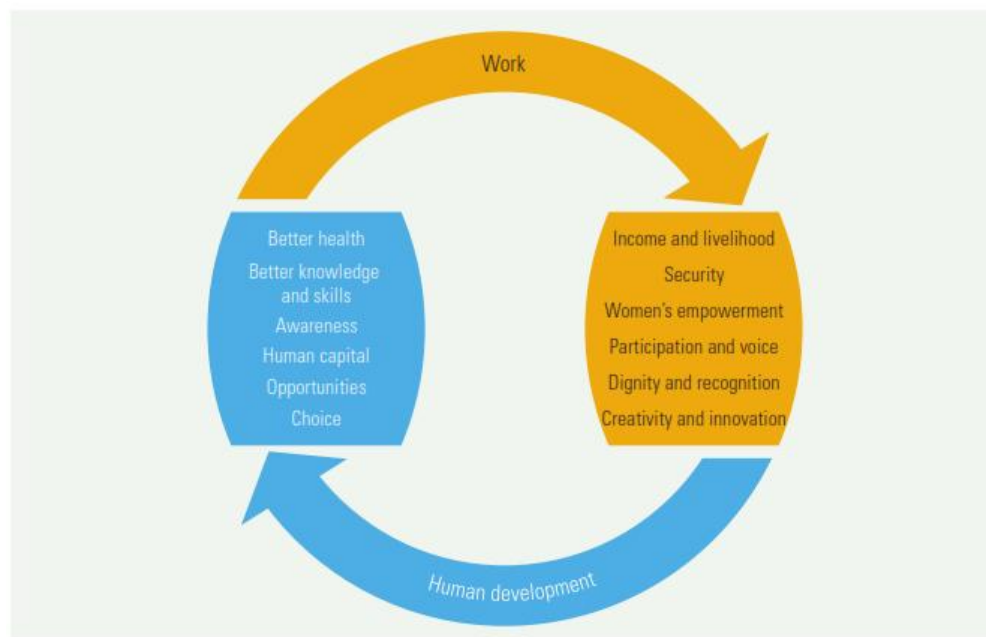 Work
Better health
Better knowledge
and skills
Awareness
Human capital
Opportunities
Choice
Income and livelihood
Security
Women's empowerment
Participation and voice
Dignity and recognition
Creativity and innovation
Human development